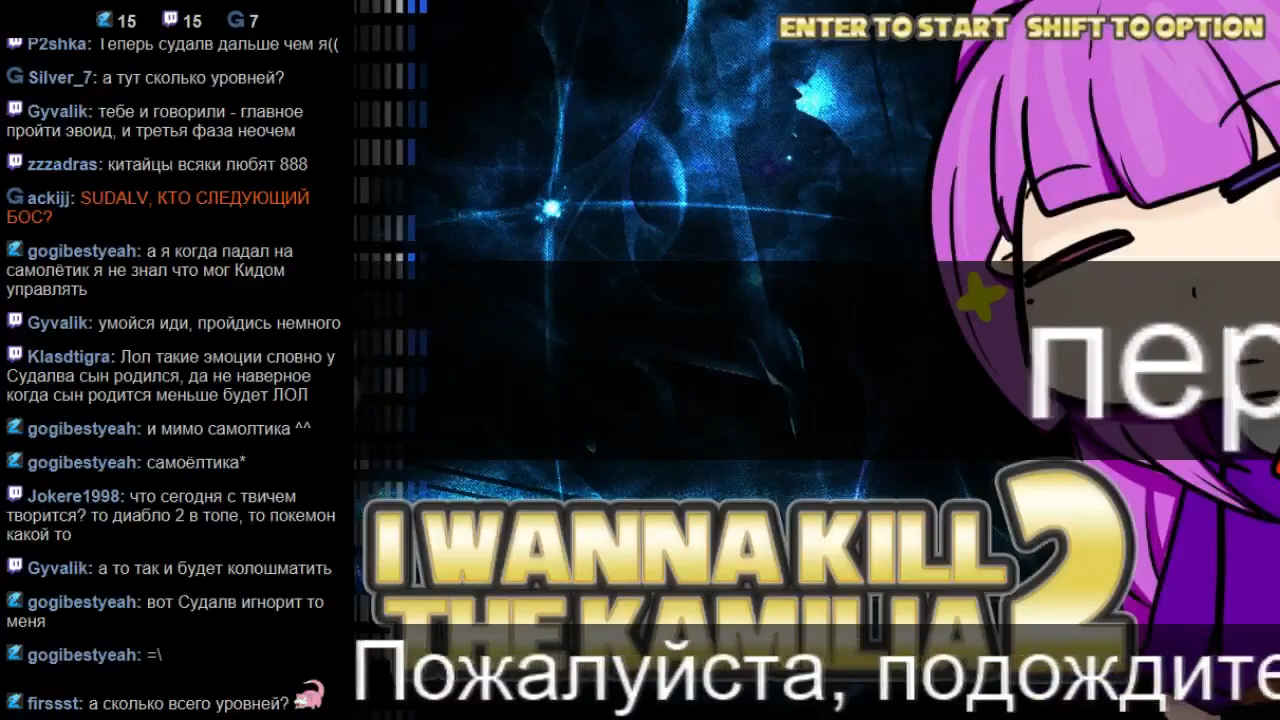 15 15 7
P2shka: Теперь судалв дальше чем я((
Silver_7: а тут сколько уровней?
Gyvalik: тебе и говорили - главное
пройти эвоид, и третья фаза неочем
zzzadras: китайцы всяки любят 888
ackijj: SUDALV, КТО СЛЕДУЮЩИЙ
БОС?
gogibestyeah: а я когда падал на
самолётик я не знал что мог Кидом
управлять
Gyvalik: умойся иди, пройдись немного
Klasdtigra: Лол такие эмоции словно у
Судалва сын родился, да не наверное
когда сын родится меньше будет ЛОЛ
gogibestyeah: и мимо самолтика ^^
gogibestyeah: самоёлтика*
Jokere1998: что сегодня с твичем
творится? то диабло 2 в топе, то покемон
какой то
Gyvalik: а то так и будет колошматить
gogibestyeah: вот Судалв игнорит то
меня
gogibestyeah: =\
firssst: а сколько всего уровней?
ENTER TO START SHIFT TO OPTION
пер
I WANNA KILL
THE KAMILIA 2
Пожалуйста, подождите